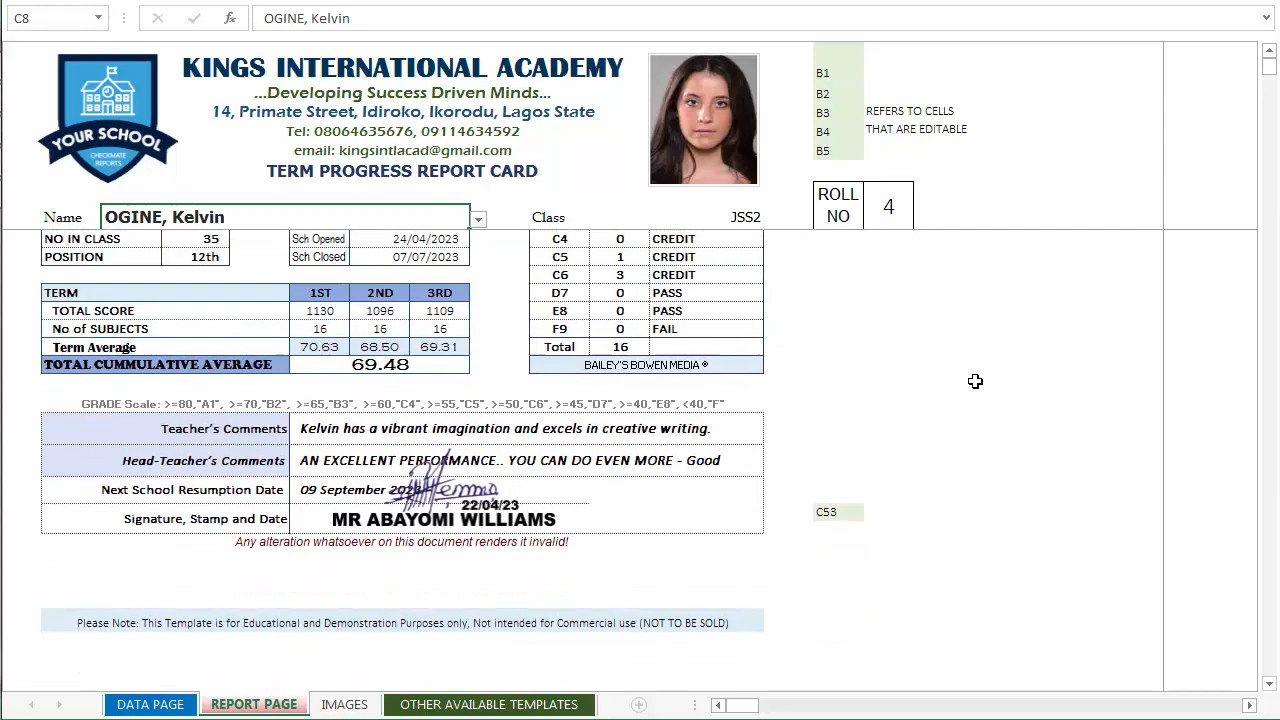 C8
fx
OGINE, Kelvin
YOUR SCHOOL
CHECKMATE
REPORTS
KINGS INTERNATIONAL ACADEMY
...Developing Success Driven Minds...
14, Primate Street, Idiroko, Ikorodu, Lagos State
Tel: 08064635676, 09114634592
email: kingsintlacad@gmail.com
TERM PROGRESS REPORT CARD
B1
B2
B3
B4
B5
REFERS TO CELLS
THAT ARE EDITABLE
ROLL NO 4
Name OGINE, Kelvin Class JSS2
NO IN CLASS 35 Sch Opened 24/04/2023
POSITION 12th Sch Closed 07/07/2023
TERM 1ST 2ND 3RD
TOTAL SCORE 1130 1096 1109
No of SUBJECTS 16 16 16
Term Average 70.63 68.50 69.31
TOTAL CUMMULATIVE AVERAGE 69.48
C4 0 CREDIT
C5 1 CREDIT
C6 3 CREDIT
D7 0 PASS
E8 0 PASS
F9 0 FAIL
Total 16
BAILEY'S BOWEN MEDIA ®
GRADE Scale: >=80,"A1", >=70,"B2", >=65,"B3", >=60,"C4", >=55,"C5", >=50,"C6", >=45,"D7", >=40,"E8", <40,"F"
Teacher's Comments Kelvin has a vibrant imagination and excels in creative writing.
Head-Teacher's Comments AN EXCELLENT PERFORMANCE.. YOU CAN DO EVEN MORE - Good
Next School Resumption Date 09 September 2023
22/04/23
Signature, Stamp and Date MR ABAYOMI WILLIAMS
C53
Any alteration whatsoever on this document renders it invalid!
Please Note: This Template is for Educational and Demonstration Purposes only, Not intended for Commercial use (NOT TO BE SOLD)
DATA PAGE REPORT PAGE IMAGES OTHER AVAILABLE TEMPLATES